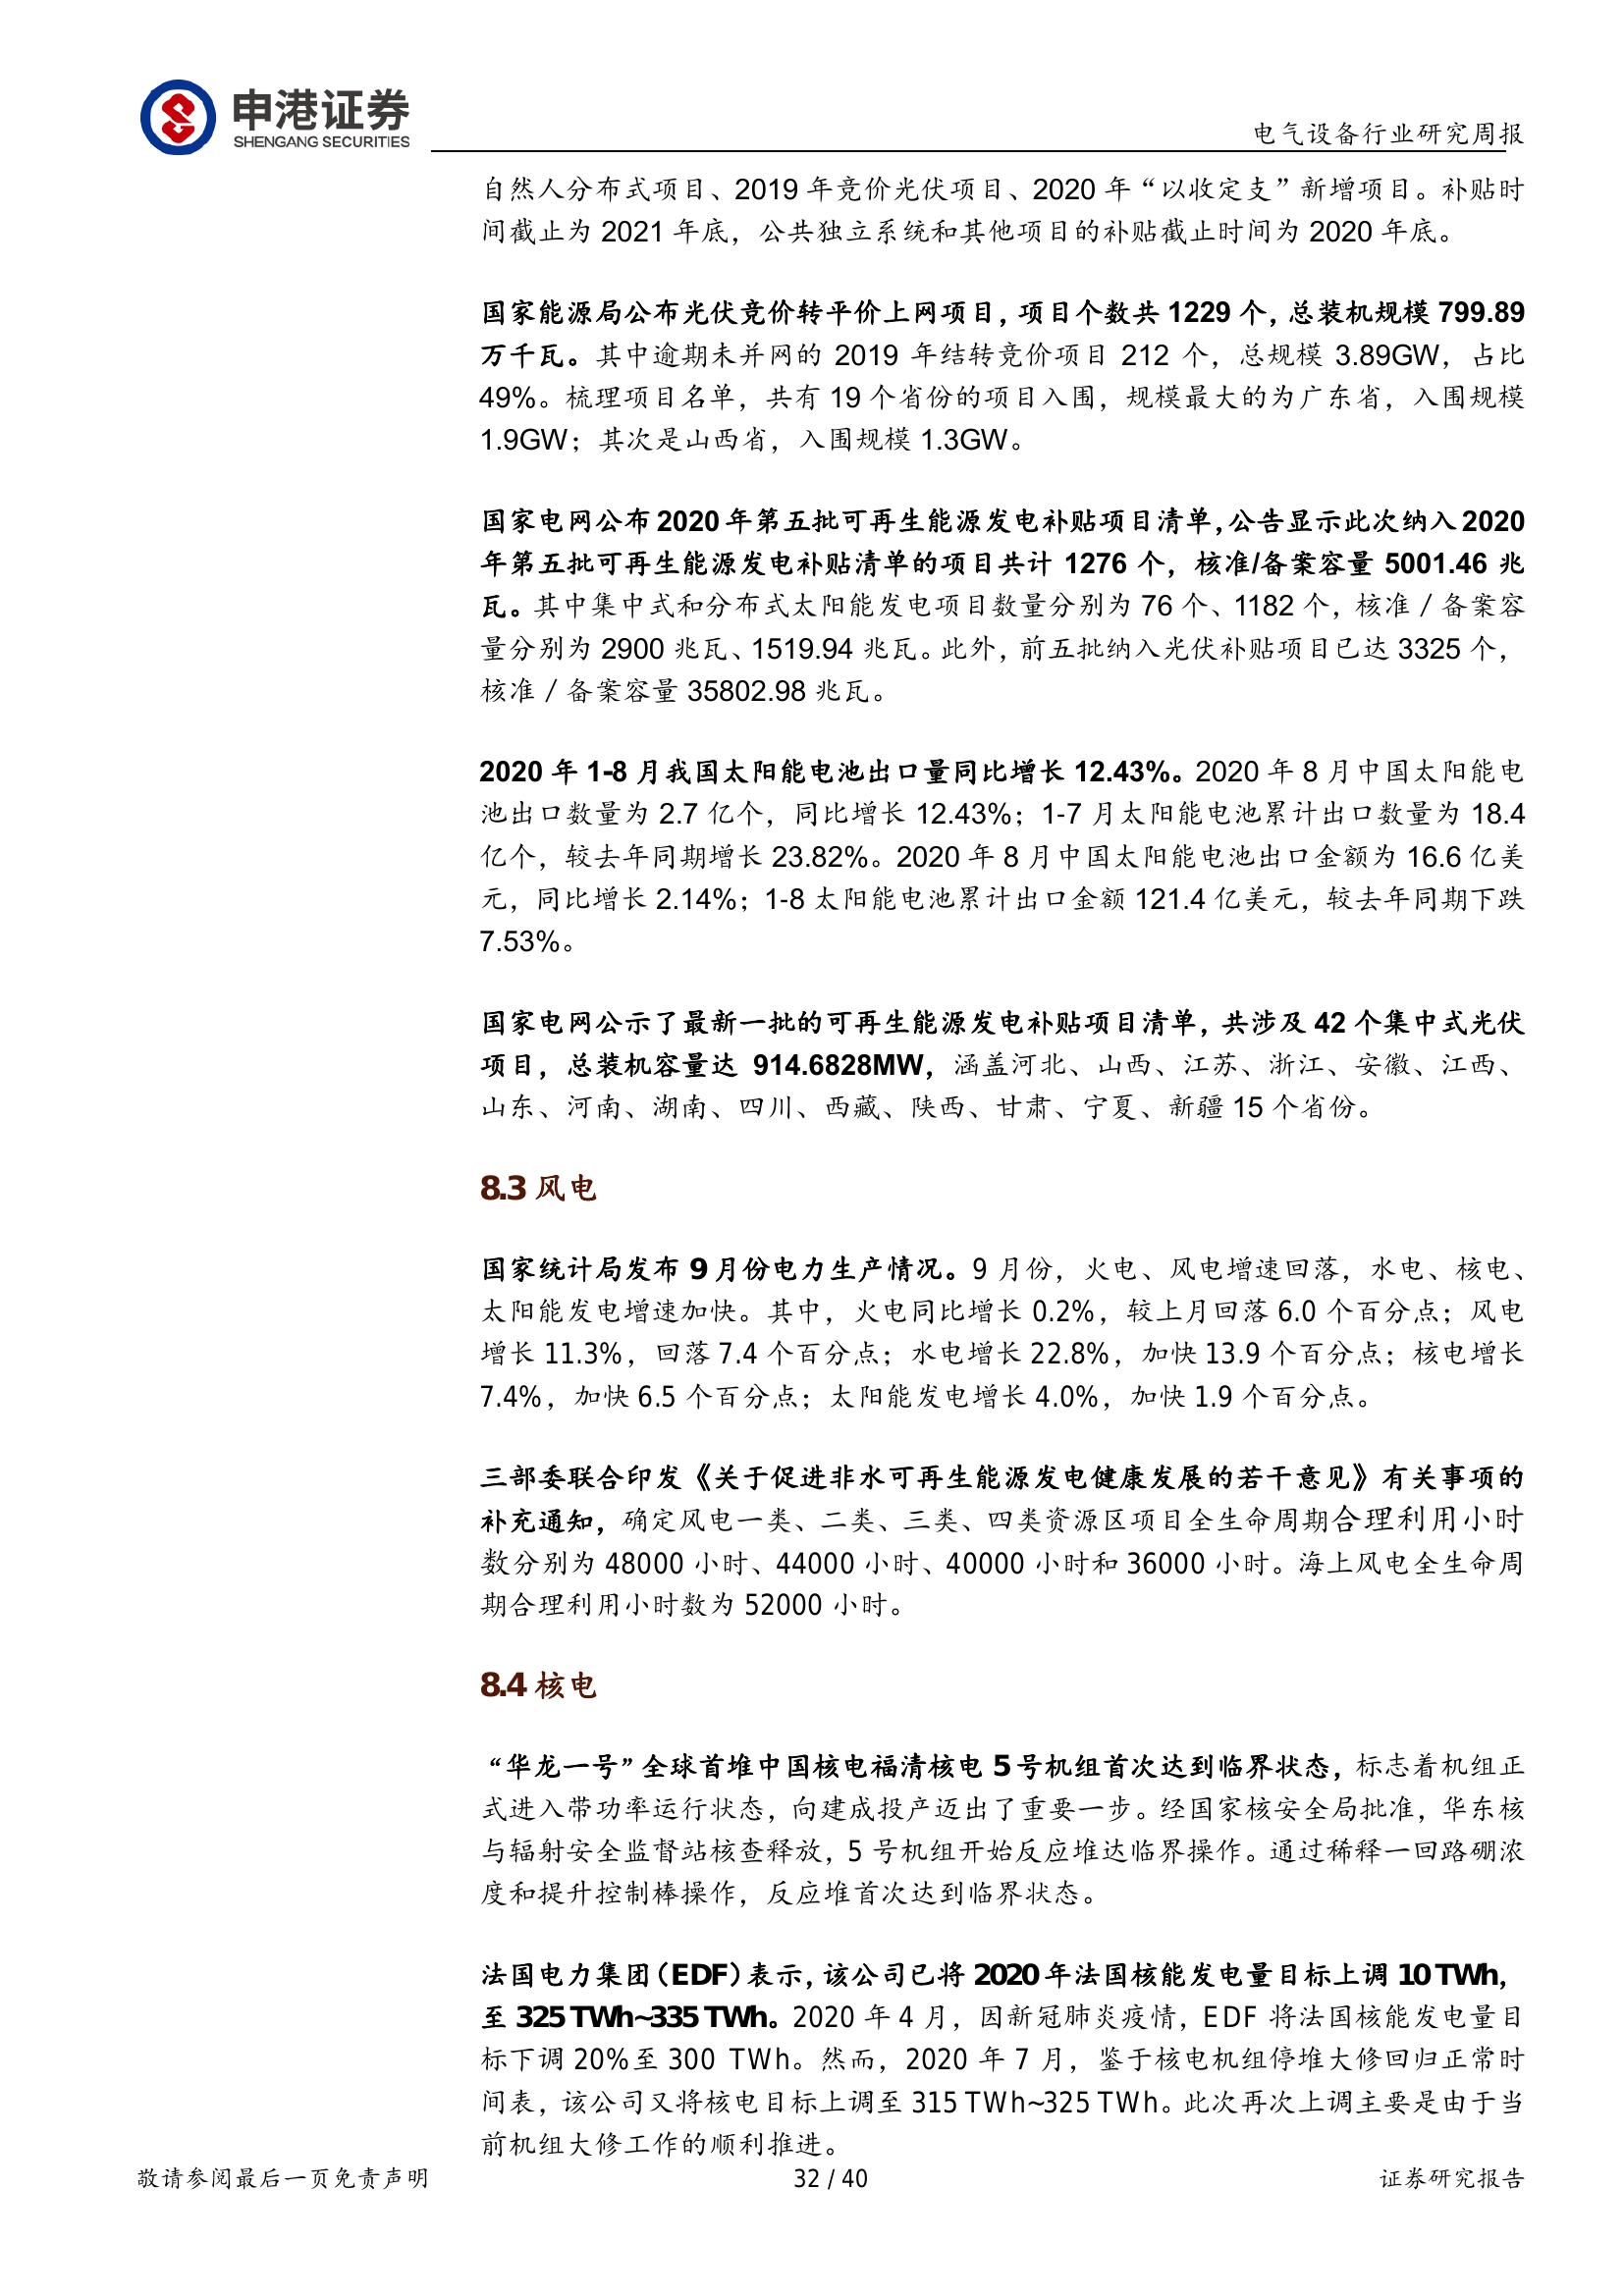 申港证券
SHENGANG SECURITIES
电气设备行业研究周报
自然人分布式项目、2019 年竞价光伏项目、2020 年“以收定支”新增项目。补贴时
间截止为 2021 年底，公共独立系统和其他项目的补贴截止时间为 2020 年底。
国家能源局公布光伏竞价转平价上网项目，项目个数共 1229 个，总装机规模 799.89
万千瓦。其中逾期未并网的 2019 年结转竞价项目 212 个，总规模 3.89GW，占比
49%。梳理项目名单，共有 19 个省份的项目入围，规模最大的为广东省，入围规模
1.9GW；其次是山西省，入围规模 1.3GW。
国家电网公布 2020 年第五批可再生能源发电补贴项目清单，公告显示此次纳入 2020
年第五批可再生能源发电补贴清单的项目共计 1276 个，核准/备案容量 5001.46 兆
瓦。其中集中式和分布式太阳能发电项目数量分别为 76 个、1182 个，核准／备案容
量分别为 2900 兆瓦、1519.94 兆瓦。此外，前五批纳入光伏补贴项目已达 3325 个，
核准／备案容量 35802.98 兆瓦。
2020 年 1-8 月我国太阳能电池出口量同比增长 12.43%。2020 年 8 月中国太阳能电
池出口数量为 2.7 亿个，同比增长 12.43%；1-7 月太阳能电池累计出口数量为 18.4
亿个，较去年同期增长 23.82%。2020 年 8 月中国太阳能电池出口金额为 16.6 亿美
元，同比增长 2.14%；1-8 太阳能电池累计出口金额 121.4 亿美元，较去年同期下跌
7.53%。
国家电网公示了最新一批的可再生能源发电补贴项目清单，共涉及 42 个集中式光伏
项目，总装机容量达 914.6828MW，涵盖河北、山西、江苏、浙江、安徽、江西、
山东、河南、湖南、四川、西藏、陕西、甘肃、宁夏、新疆 15 个省份。
8.3 风电
国家统计局发布 9 月份电力生产情况。9 月份，火电、风电增速回落，水电、核电、
太阳能发电增速加快。其中，火电同比增长 0.2%，较上月回落 6.0 个百分点；风电
增长 11.3%，回落 7.4 个百分点；水电增长 22.8%，加快 13.9 个百分点；核电增长
7.4%，加快 6.5 个百分点；太阳能发电增长 4.0%，加快 1.9 个百分点。
三部委联合印发《关于促进非水可再生能源发电健康发展的若干意见》有关事项的
补充通知，确定风电一类、二类、三类、四类资源区项目全生命周期合理利用小时
数分别为 48000 小时、44000 小时、40000 小时和 36000 小时。海上风电全生命周
期合理利用小时数为 52000 小时。
8.4 核电
“华龙一号”全球首堆中国核电福清核电 5 号机组首次达到临界状态，标志着机组正
式进入带功率运行状态，向建成投产迈出了重要一步。经国家核安全局批准，华东核
与辐射安全监督站核查释放，5 号机组开始反应堆达临界操作。通过稀释一回路硼浓
度和提升控制棒操作，反应堆首次达到临界状态。
法国电力集团（EDF）表示，该公司已将 2020 年法国核能发电量目标上调 10 TWh，
至 325 TWh~335 TWh。2020 年 4 月，因新冠肺炎疫情，EDF 将法国核能发电量目
标下调 20%至 300 TWh。然而，2020 年 7 月，鉴于核电机组停堆大修回归正常时
间表，该公司又将核电目标上调至 315 TWh~325 TWh。此次再次上调主要是由于当
前机组大修工作的顺利推进。
敬请参阅最后一页免责声明
32 / 40
证券研究报告